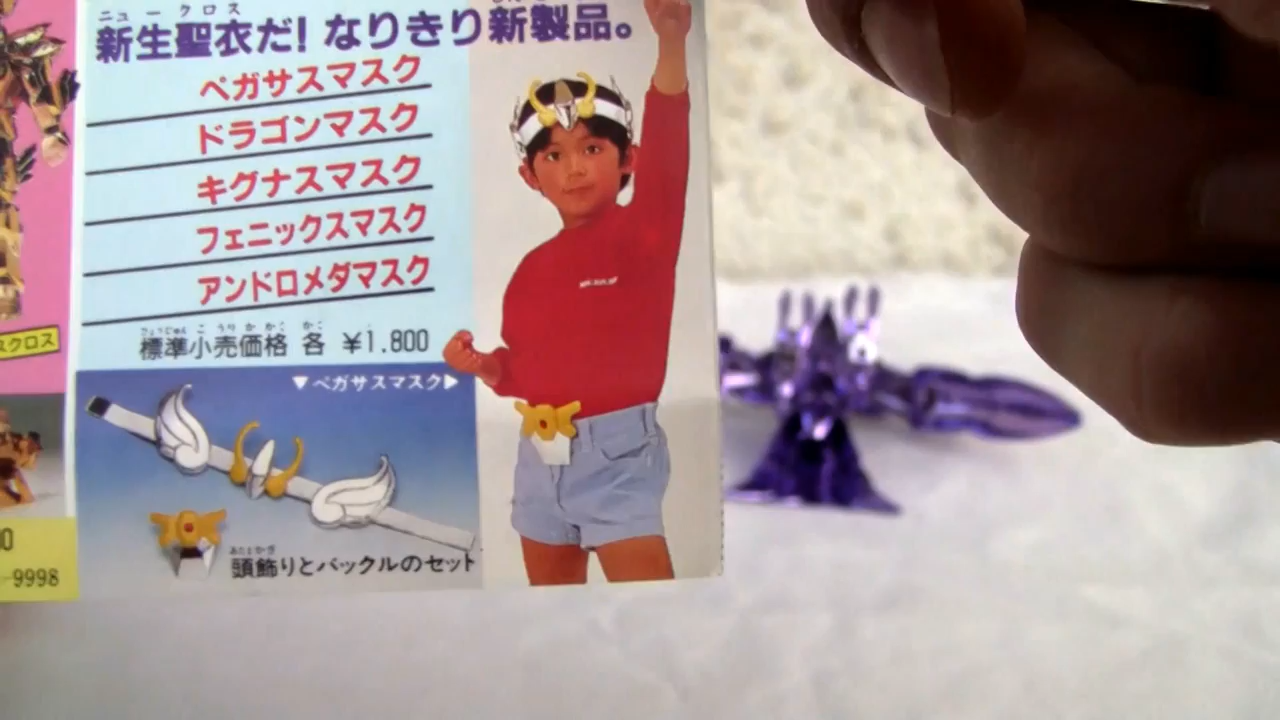 ニュークロス
新生聖衣だ! なりきり新製品。
ペガサスマスク
ドラゴンマスク
キグナスマスク
フェニックスマスク
アンドロメダマスク
ひょうじゅん こ うり か かく かく
標準小売価格 各 ¥1.800
▼ペガサスマスク▶
あたまかざ
頭飾りとバックルのセット
スクロス
0
-9998